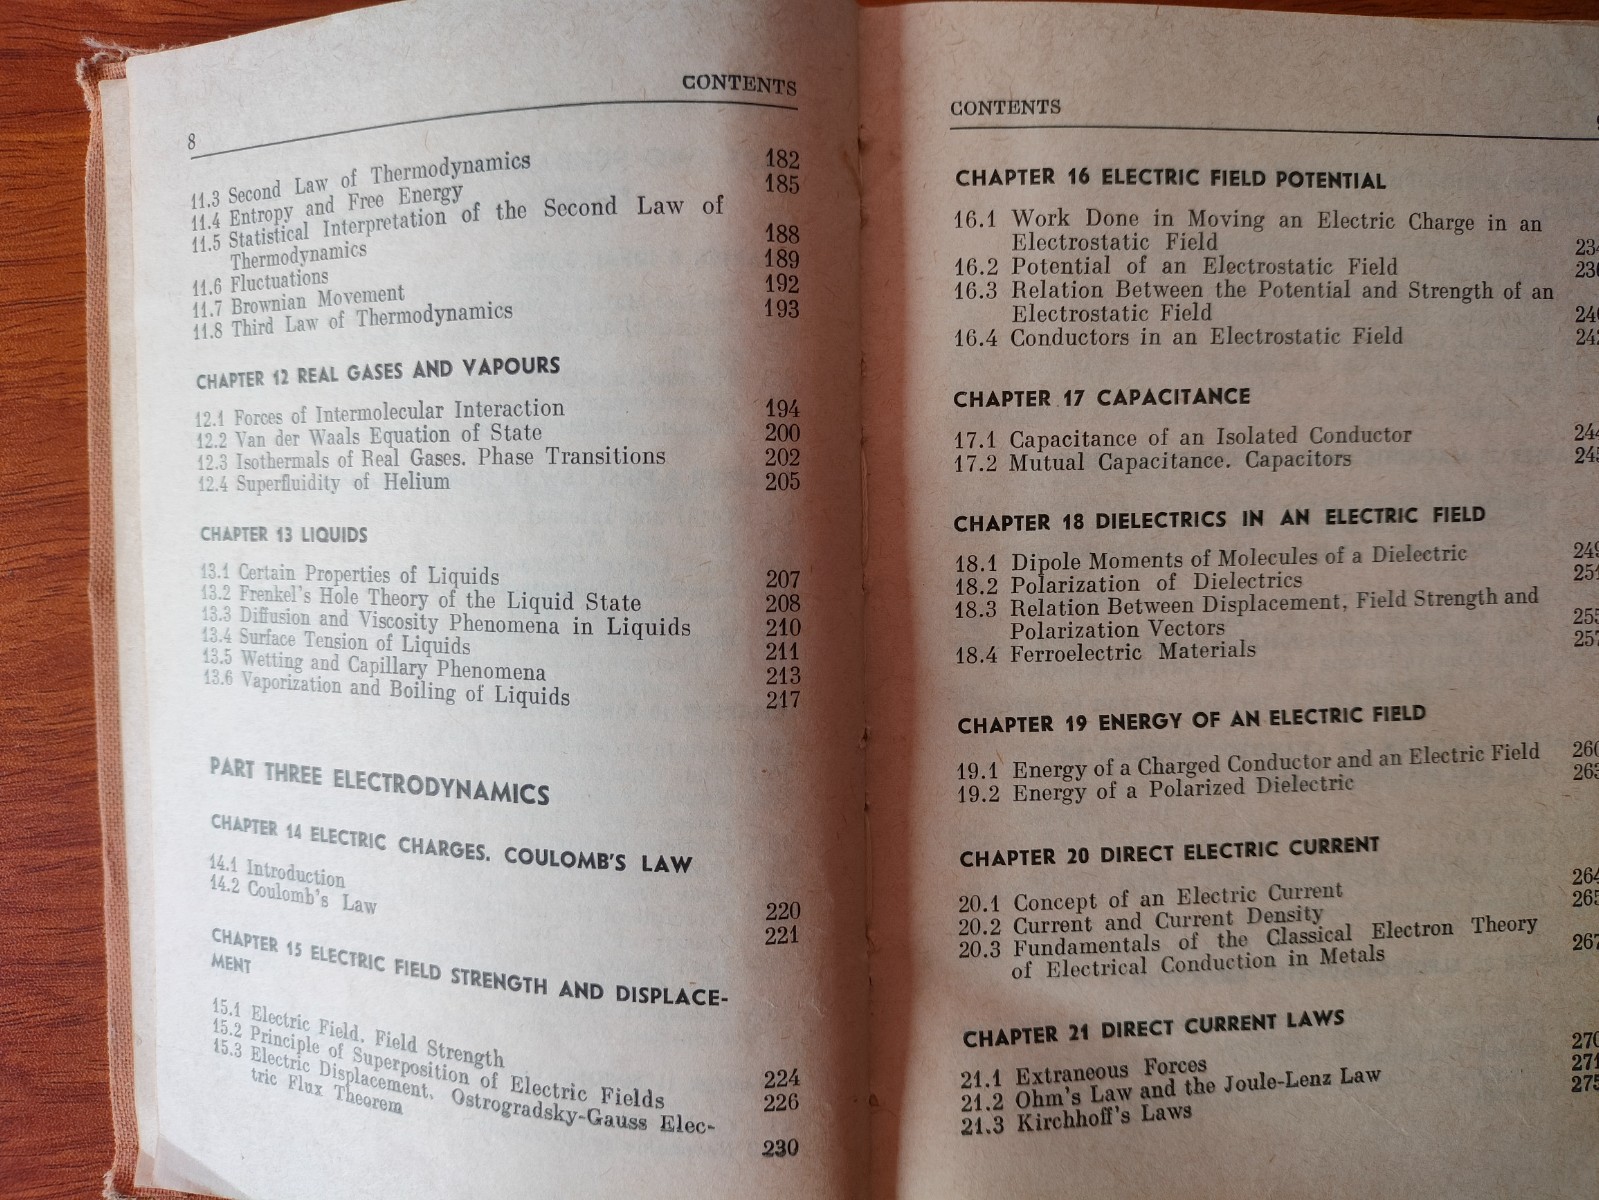 CONTENTS
8
11.3 Second Law of Thermodynamics 182
11.4 Entropy and Free Energy 185
11.5 Statistical Interpretation of the Second Law of
Thermodynamics 188
11.6 Fluctuations 189
11.7 Brownian Movement 192
11.8 Third Law of Thermodynamics 193
CHAPTER 12 REAL GASES AND VAPOURS
12.1 Forces of Intermolecular Interaction 194
12.2 Van der Waals Equation of State 200
12.3 Isothermals of Real Gases. Phase Transitions 202
12.4 Superfluidity of Helium 205
CHAPTER 13 LIQUIDS
13.1 Certain Properties of Liquids 207
13.2 Frenkel's Hole Theory of the Liquid State 208
13.3 Diffusion and Viscosity Phenomena in Liquids 210
13.4 Surface Tension of Liquids 211
13.5 Wetting and Capillary Phenomena 213
13.6 Vaporization and Boiling of Liquids 217
PART THREE ELECTRODYNAMICS
CHAPTER 14 ELECTRIC CHARGES. COULOMB'S LAW
14.1 Introduction 220
14.2 Coulomb's Law 221
CHAPTER 15 ELECTRIC FIELD STRENGTH AND DISPLACE-
MENT
15.1 Electric Field. Field Strength 224
15.2 Principle of Superposition of Electric Fields 226
15.3 Electric Displacement. Ostrogradsky-Gauss Elec-
tric Flux Theorem 230
CONTENTS
CHAPTER 16 ELECTRIC FIELD POTENTIAL
16.1 Work Done in Moving an Electric Charge in an
Electrostatic Field
16.2 Potential of an Electrostatic Field
16.3 Relation Between the Potential and Strength of an
Electrostatic Field
16.4 Conductors in an Electrostatic Field
CHAPTER 17 CAPACITANCE
17.1 Capacitance of an Isolated Conductor
17.2 Mutual Capacitance. Capacitors
CHAPTER 18 DIELECTRICS IN AN ELECTRIC FIELD
18.1 Dipole Moments of Molecules of a Dielectric
18.2 Polarization of Dielectrics
18.3 Relation Between Displacement, Field Strength and
Polarization Vectors
18.4 Ferroelectric Materials
CHAPTER 19 ENERGY OF AN ELECTRIC FIELD
19.1 Energy of a Charged Conductor and an Electric Field
19.2 Energy of a Polarized Dielectric
CHAPTER 20 DIRECT ELECTRIC CURRENT
20.1 Concept of an Electric Current
20.2 Current and Current Density
20.3 Fundamentals of the Classical Electron Theory
of Electrical Conduction in Metals
CHAPTER 21 DIRECT CURRENT LAWS
21.1 Extraneous Forces
21.2 Ohm's Law and the Joule-Lenz Law
21.3 Kirchhoff's Laws